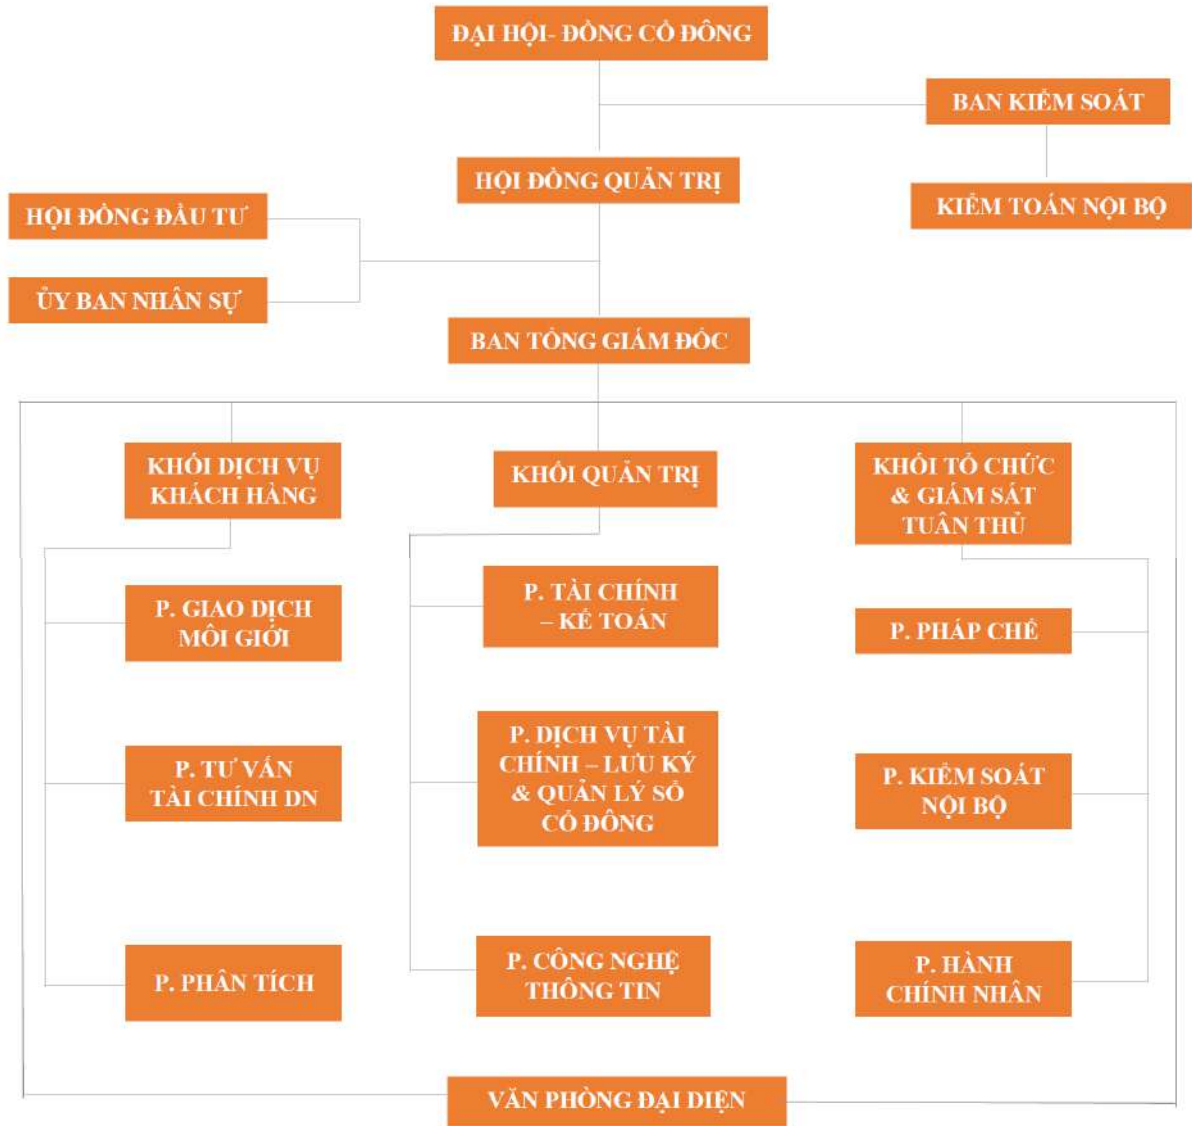 ĐẠI HỘI- ĐỒNG CỔ ĐÔNG
BAN KIỂM SOÁT
HỘI ĐỒNG QUẢN TRỊ
KIỂM TOÁN NỘI BỘ
HỘI ĐỒNG ĐẦU TƯ
ỦY BAN NHÂN SỰ
BAN TỔNG GIÁM ĐỐC
KHỐI DỊCH VỤ
KHÁCH HÀNG
KHỐI QUẢN TRỊ
KHỐI TỔ CHỨC
& GIÁM SÁT
TUÂN THỦ
P. GIAO DỊCH
MÔI GIỚI
P. TÀI CHÍNH
– KẾ TOÁN
P. PHÁP CHẾ
P. TƯ VẤN
TÀI CHÍNH DN
P. DỊCH VỤ TÀI
CHÍNH – LƯU KÝ
& QUẢN LÝ SỔ
CỔ ĐÔNG
P. KIỂM SOÁT
NỘI BỘ
P. PHÂN TÍCH
P. CÔNG NGHỆ
THÔNG TIN
P. HÀNH
CHÍNH NHÂN
VĂN PHÒNG ĐẠI DIỆN